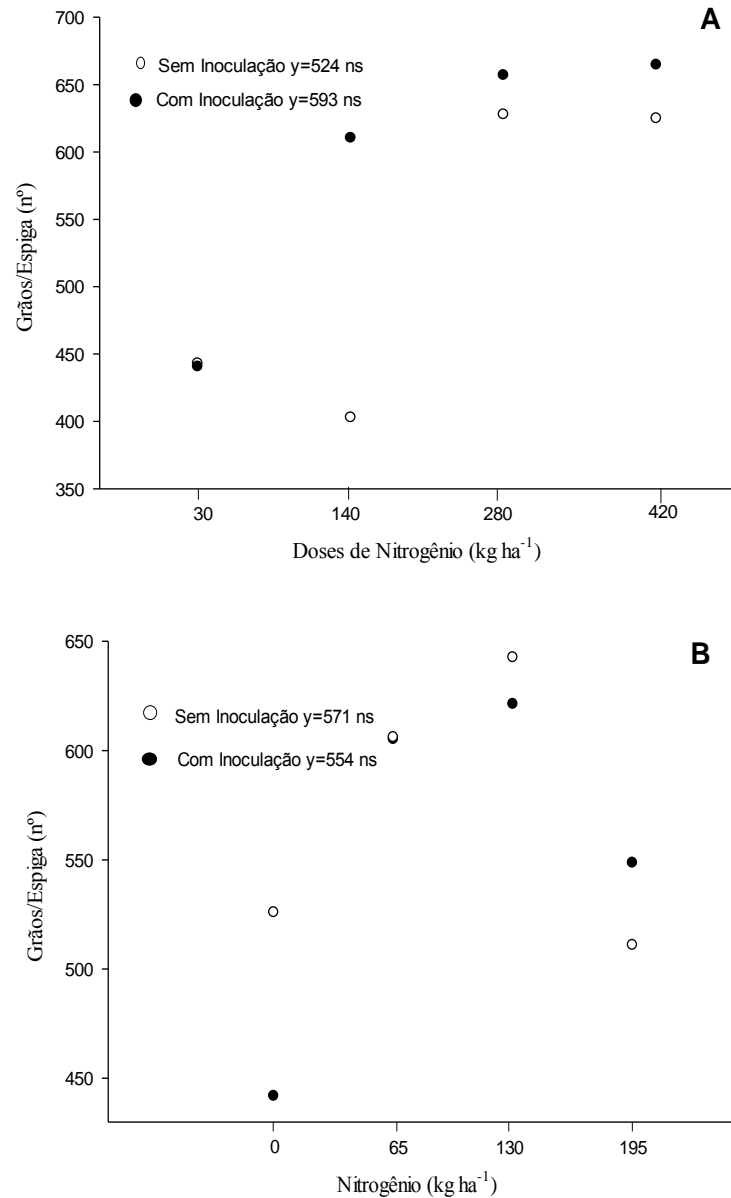 A
700
650
600
550
500
450
400
350
Grãos/Espiga (nº)
Sem Inoculação y=524 ns
Com Inoculação y=593 ns
30 140 280 420
Doses de Nitrogênio (kg ha⁻¹)
B
650
600
550
500
450
Grãos/Espiga (nº)
Sem Inoculação y=571 ns
Com Inoculação y=554 ns
0 65 130 195
Nitrogênio (kg ha⁻¹)